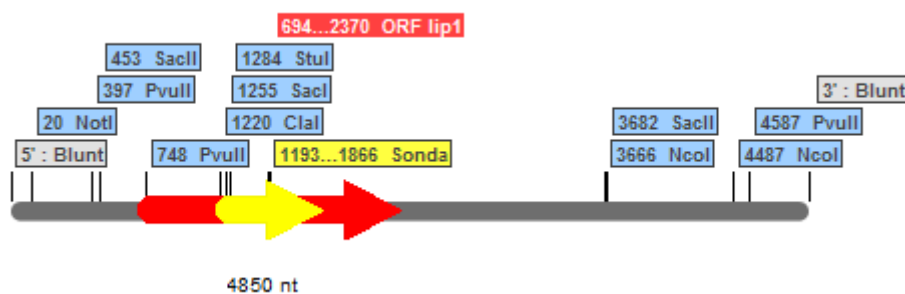 694...2370 ORF lip1
453 SacII
1284 StuI
397 PvuII
1255 SacI
3' : Blunt
20 NotI
1220 ClaI
3682 SacII
4587 PvuII
5' : Blunt
748 PvuII
1193...1866 Sonda
3666 NcoI
4487 NcoI
4850 nt